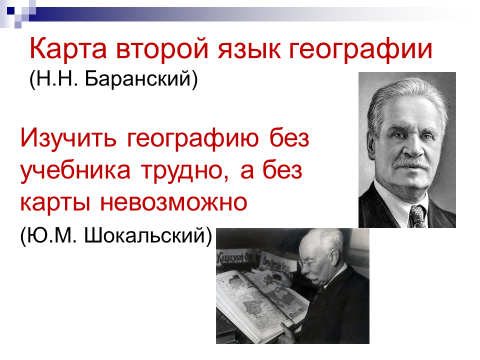 Карта второй язык географии
(Н.Н. Баранский)
Изучить географию без
учебника трудно, а без
карты невозможно
(Ю.М. Шокальский)